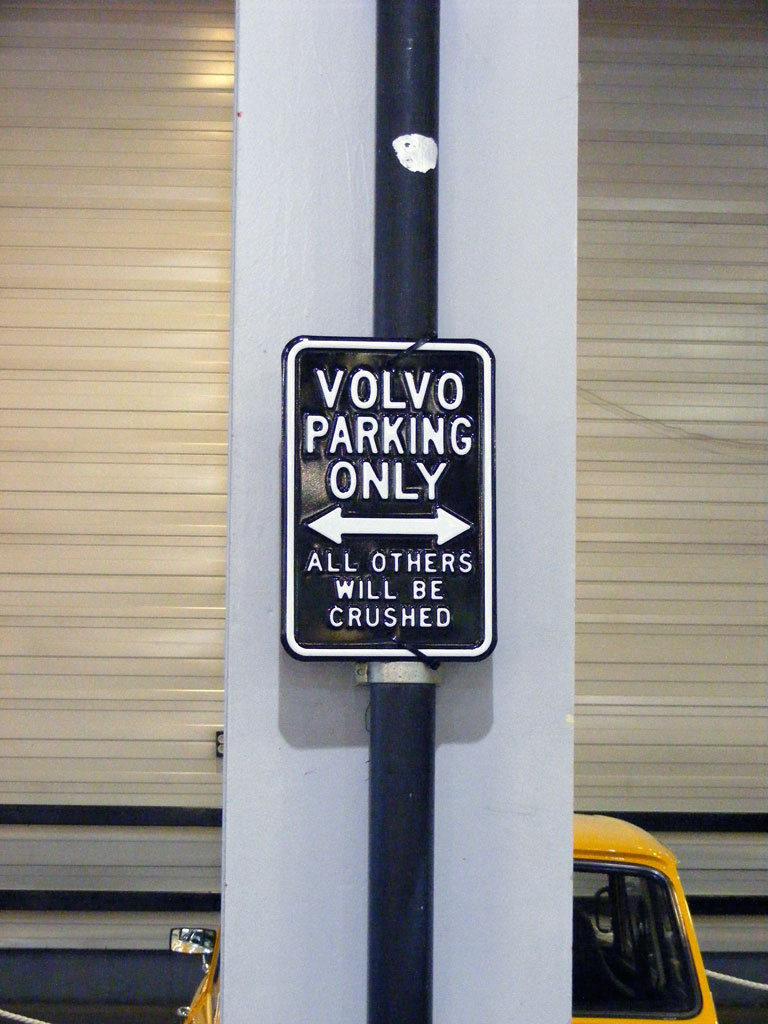 VOLVO
PARKING
ONLY
ALL OTHERS
WILL BE
CRUSHED